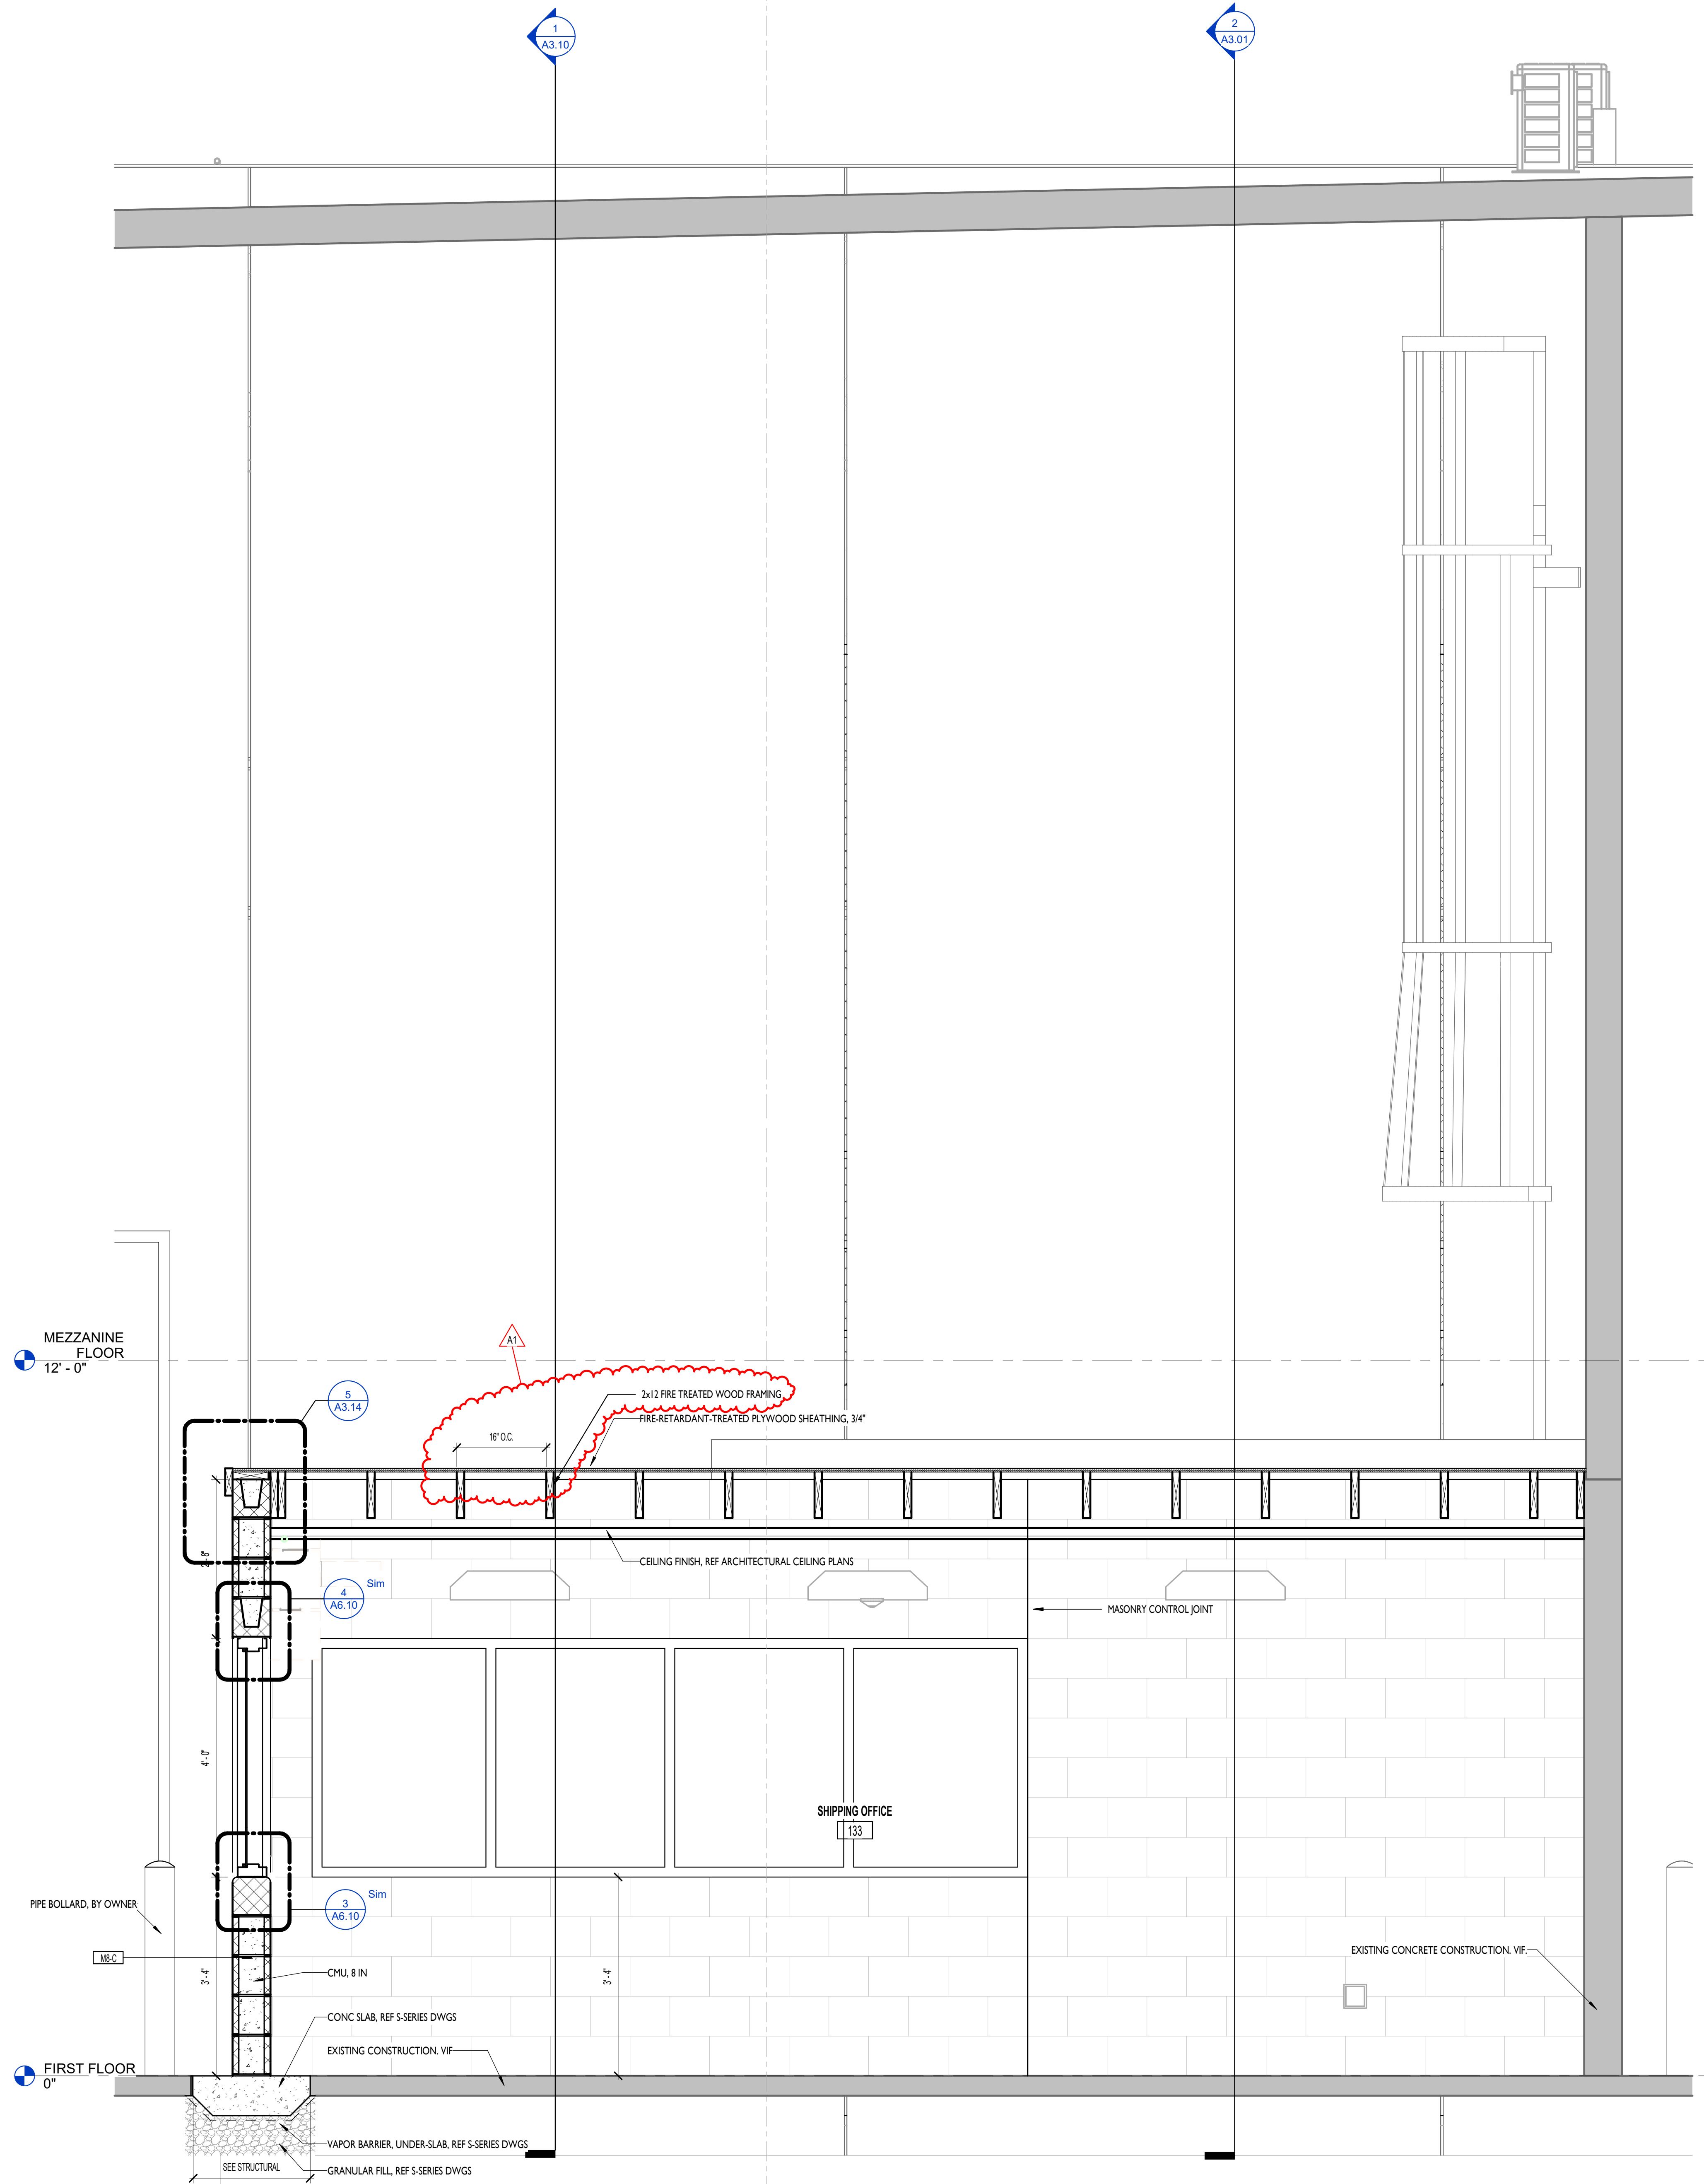 1
A3.10
2
A3.01
MEZZANINE
FLOOR
12' - 0"
A1
5
A3.14
2x12 FIRE TREATED WOOD FRAMING
FIRE-RETARDANT-TREATED PLYWOOD SHEATHING, 3/4"
16" O.C.
2' - 8"
CEILING FINISH, REF ARCHITECTURAL CEILING PLANS
4
A6.10
Sim
MASONRY CONTROL JOINT
4' - 0"
SHIPPING OFFICE
133
3
A6.10
Sim
PIPE BOLLARD, BY OWNER
M8-C
EXISTING CONCRETE CONSTRUCTION. VIF.
CMU, 8 IN
3' - 4"
3' - 4"
CONC SLAB, REF S-SERIES DWGS
EXISTING CONSTRUCTION. VIF
FIRST FLOOR
0"
VAPOR BARRIER, UNDER-SLAB, REF S-SERIES DWGS
SEE STRUCTURAL
GRANULAR FILL, REF S-SERIES DWGS